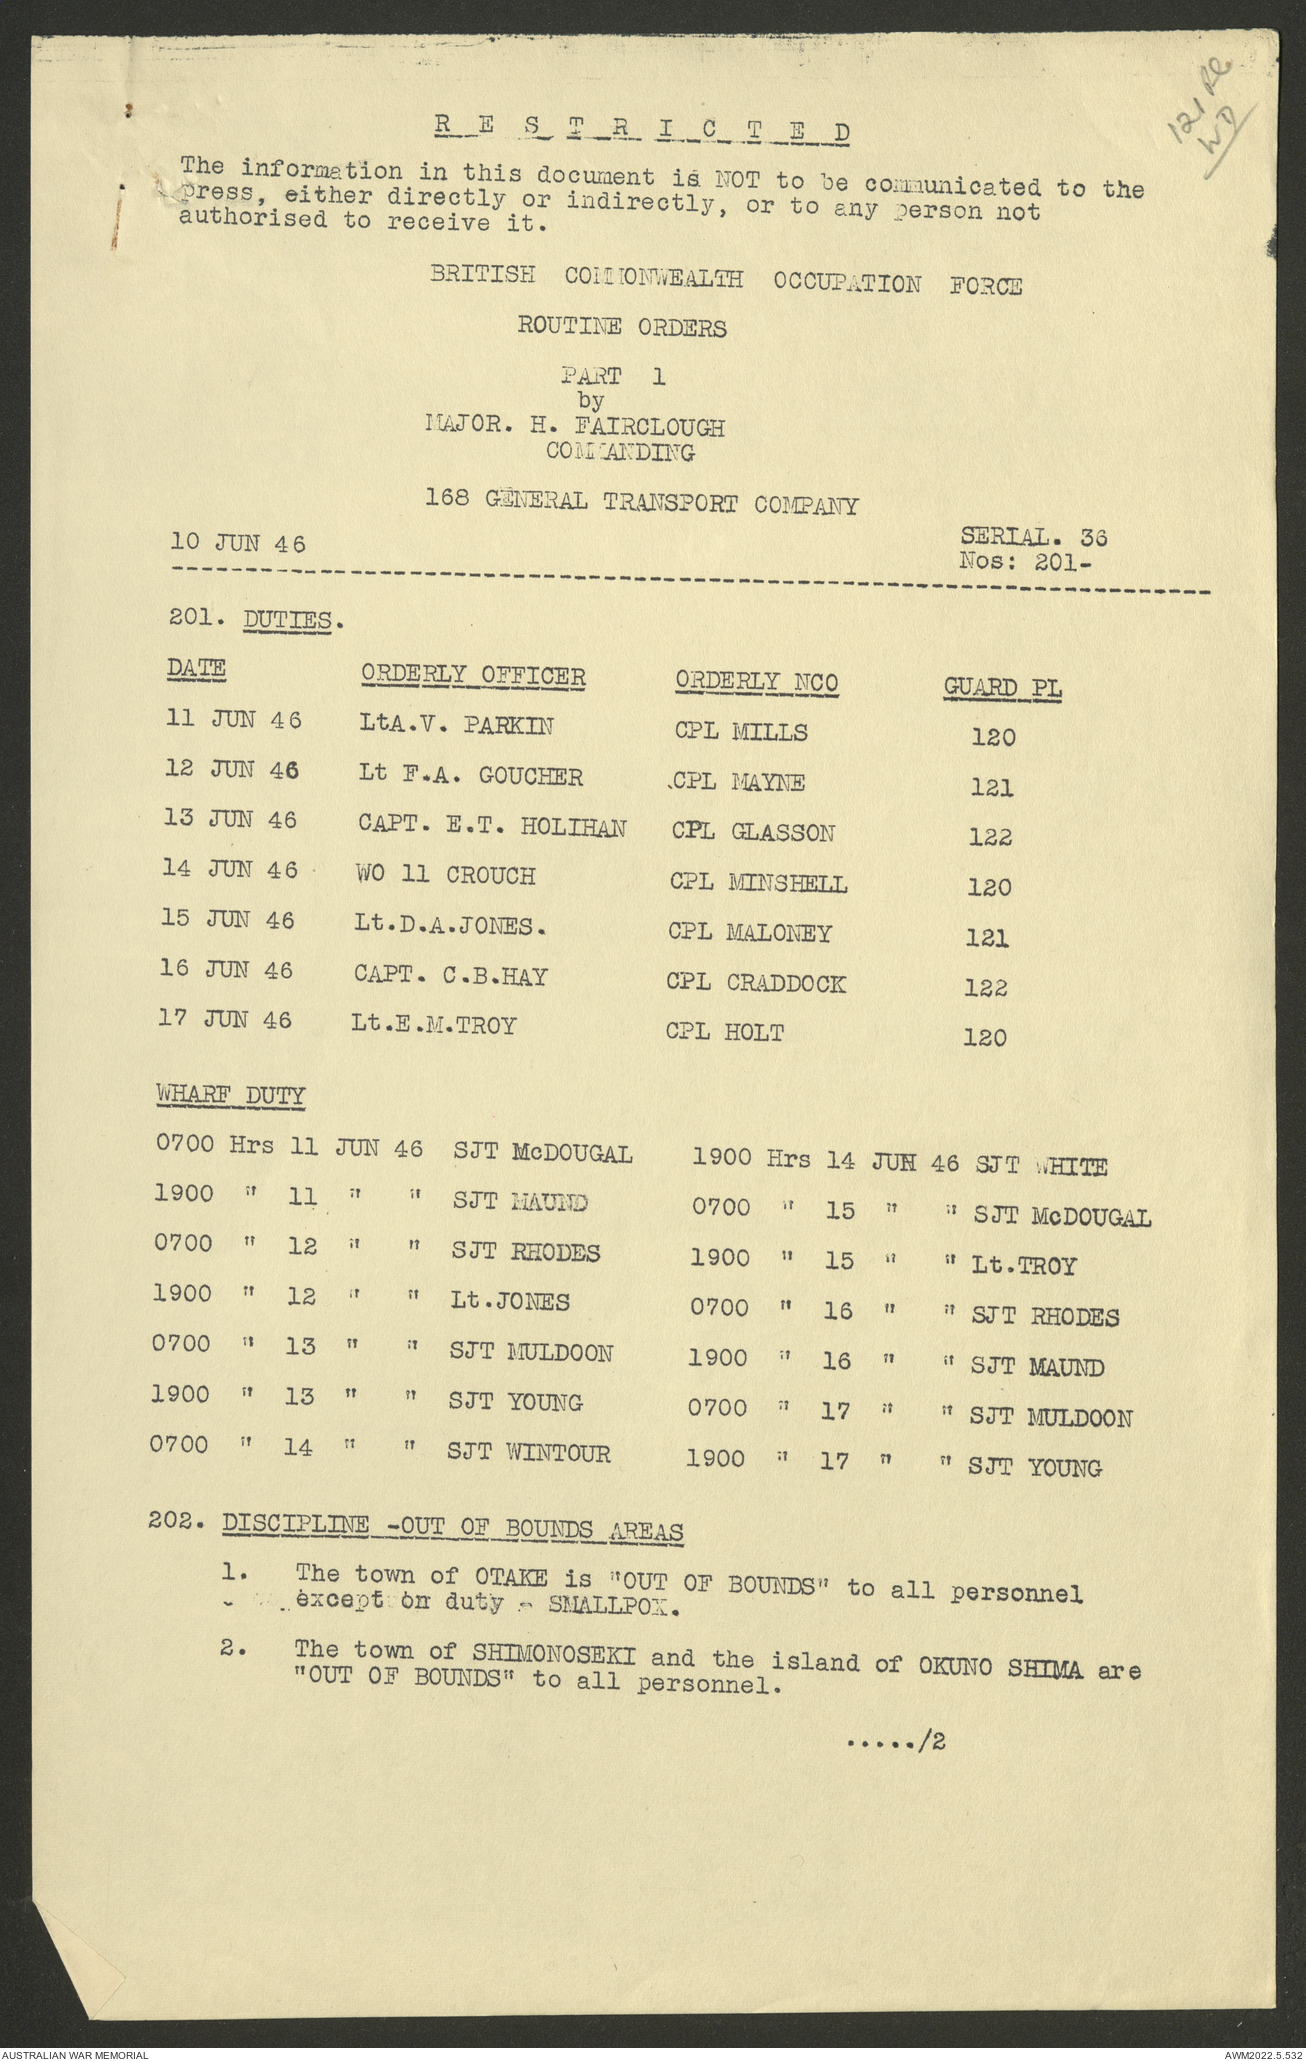 121 Pl
WD
R E S T R I C T E D
The information in this document is NOT to be communicated to the
press, either directly or indirectly, or to any person not
authorised to receive it.
BRITISH COMMONWEALTH OCCUPATION FORCE
ROUTINE ORDERS
PART 1
by
MAJOR. H. FAIRCLOUGH
COMMANDING
168 GENERAL TRANSPORT COMPANY
10 JUN 46 SERIAL. 36
Nos: 201-
201. DUTIES.
DATE ORDERLY OFFICER ORDERLY NCO GUARD PL
11 JUN 46 LtA.V. PARKIN CPL MILLS 120
12 JUN 46 Lt F.A. GOUCHER CPL MAYNE 121
13 JUN 46 CAPT. E.T. HOLIHAN CPL GLASSON 122
14 JUN 46 WO 11 CROUCH CPL MINSHELL 120
15 JUN 46 Lt.D.A.JONES. CPL MALONEY 121
16 JUN 46 CAPT. C.B.HAY CPL CRADDOCK 122
17 JUN 46 Lt.E.M.TROY CPL HOLT 120
WHARF DUTY
0700 Hrs 11 JUN 46 SJT McDOUGAL 1900 Hrs 14 JUN 46 SJT WHITE
1900 " 11 " " SJT MAUND 0700 " 15 " " SJT McDOUGAL
0700 " 12 " " SJT RHODES 1900 " 15 " " Lt.TROY
1900 " 12 " " Lt.JONES 0700 " 16 " " SJT RHODES
0700 " 13 " " SJT MULDOON 1900 " 16 " " SJT MAUND
1900 " 13 " " SJT YOUNG 0700 " 17 " " SJT MULDOON
0700 " 14 " " SJT WINTOUR 1900 " 17 " " SJT YOUNG
202. DISCIPLINE -OUT OF BOUNDS AREAS
1. The town of OTAKE is "OUT OF BOUNDS" to all personnel
except on duty - SMALLPOX.
2. The town of SHIMONOSEKI and the island of OKUNO SHIMA are
"OUT OF BOUNDS" to all personnel.
...../2
AUSTRALIAN WAR MEMORIAL AWM2022.5.532